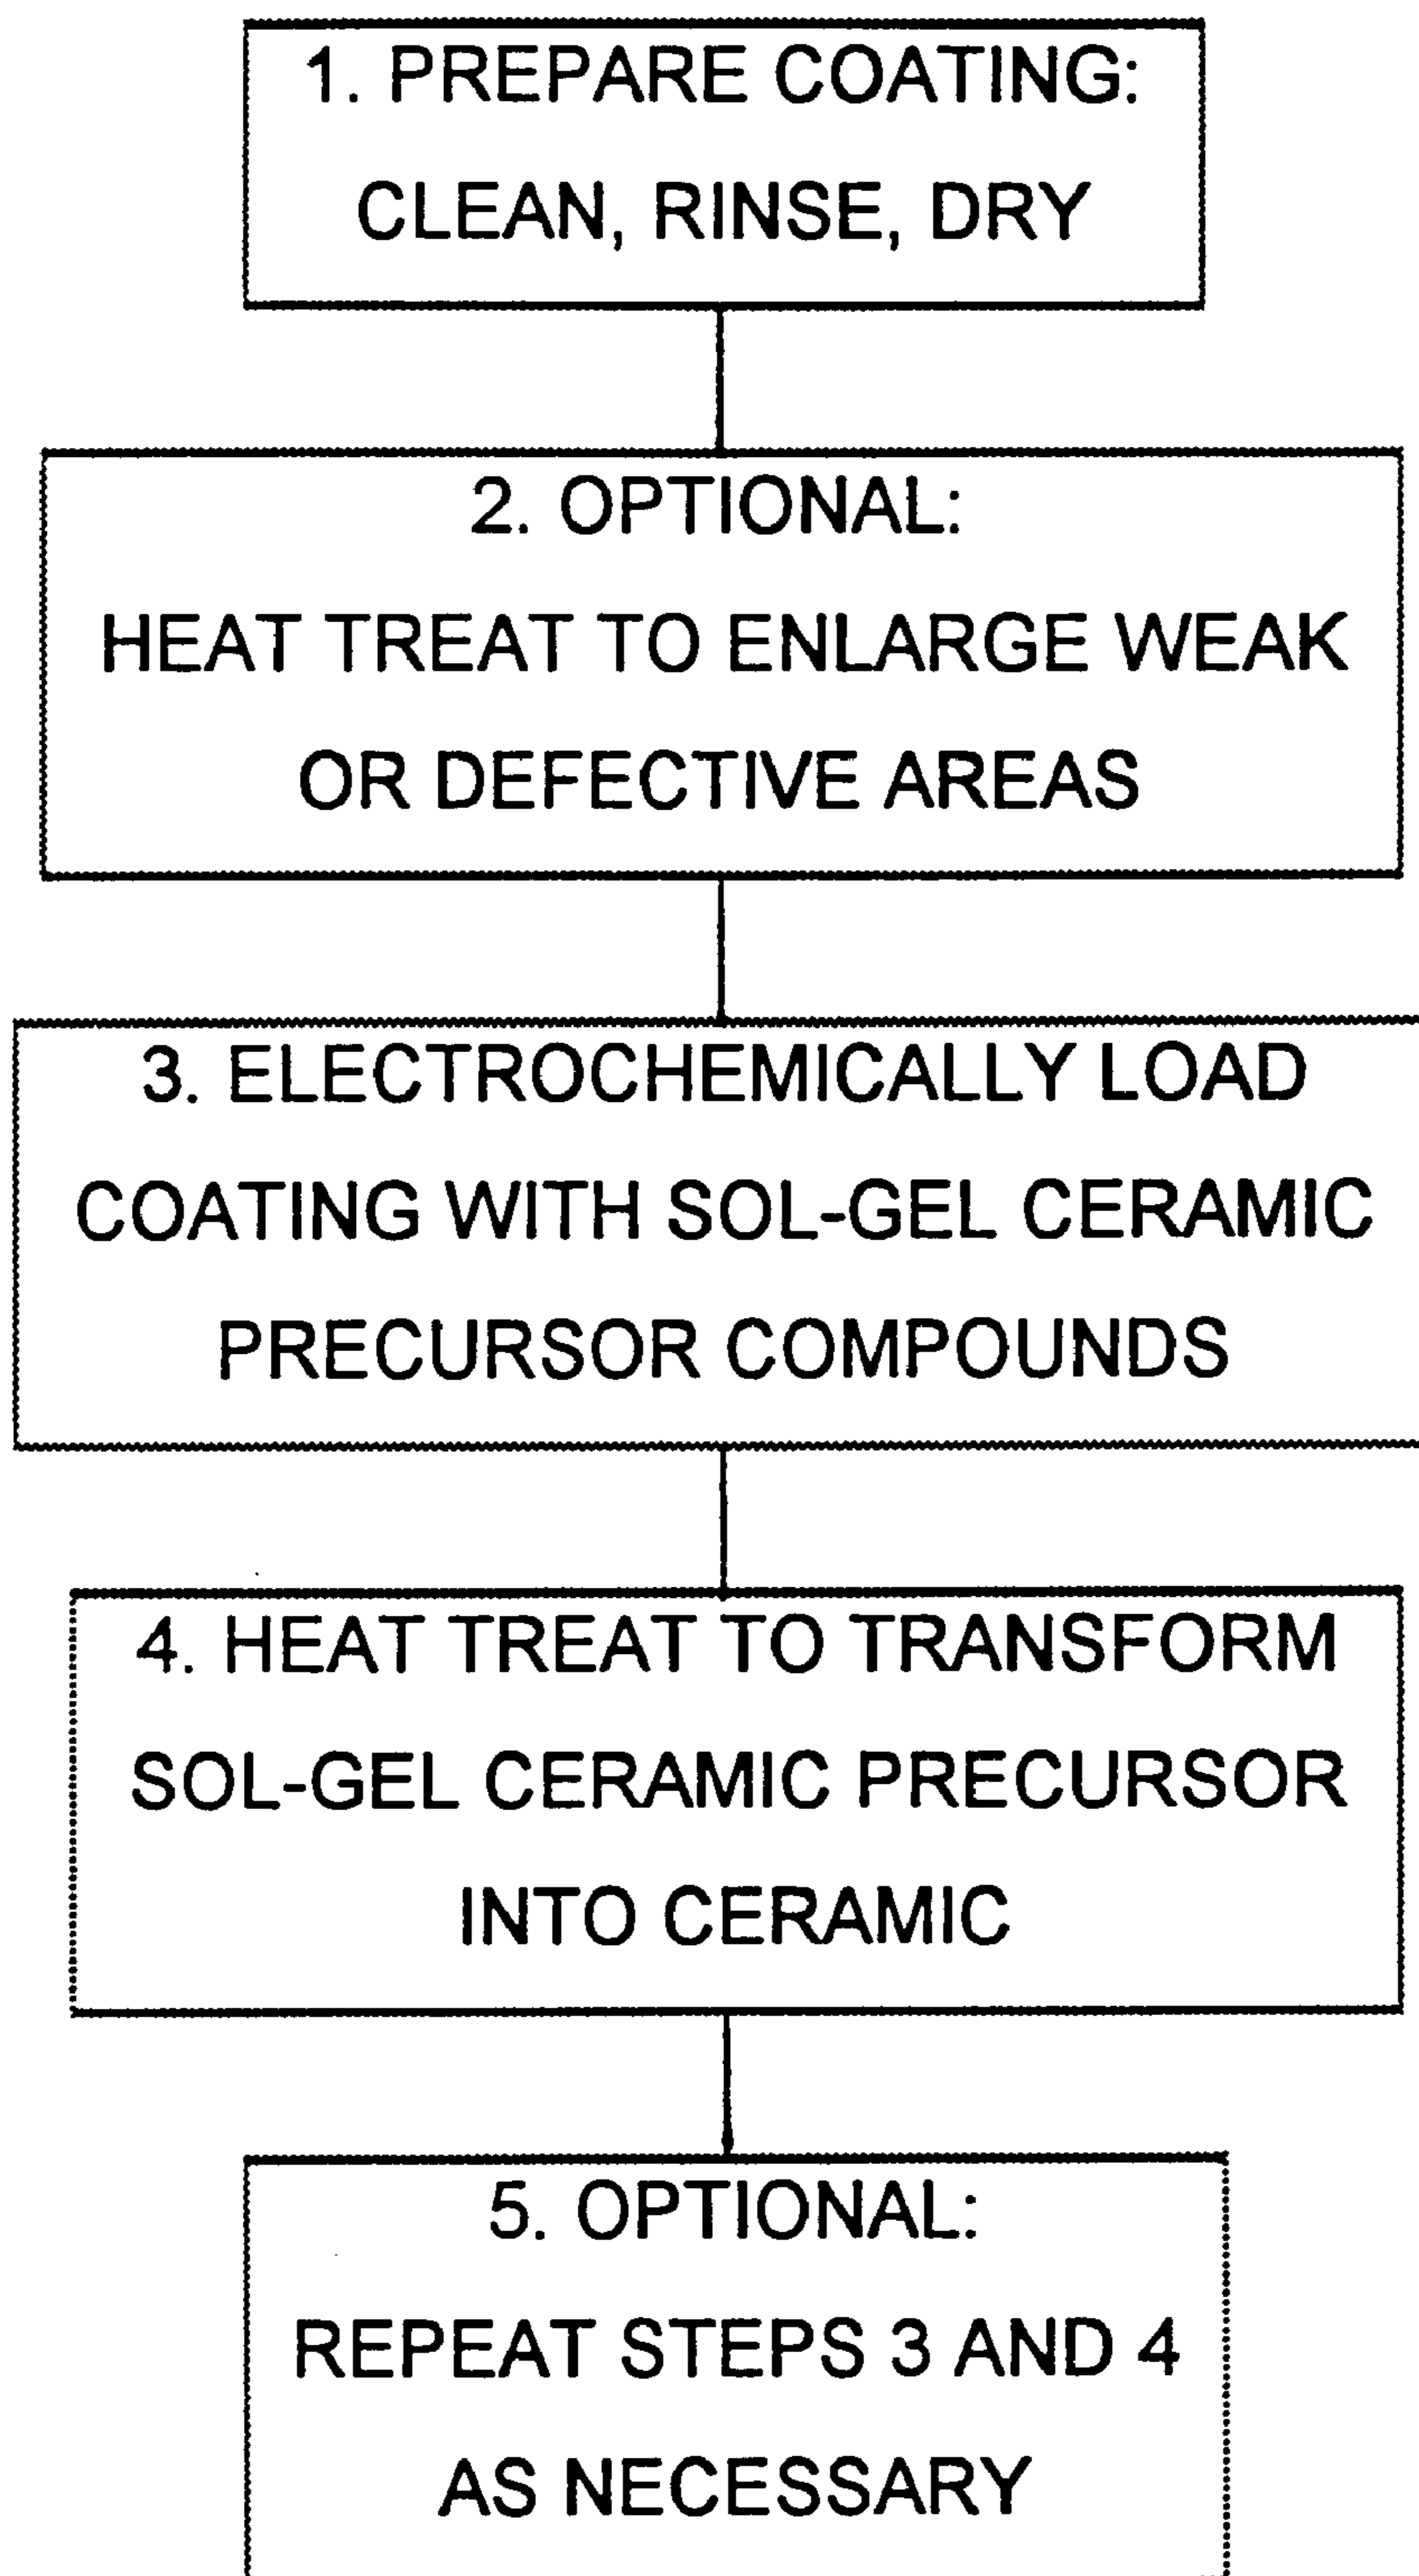 1. PREPARE COATING:
CLEAN, RINSE, DRY
2. OPTIONAL:
HEAT TREAT TO ENLARGE WEAK
OR DEFECTIVE AREAS
3. ELECTROCHEMICALLY LOAD
COATING WITH SOL-GEL CERAMIC
PRECURSOR COMPOUNDS
4. HEAT TREAT TO TRANSFORM
SOL-GEL CERAMIC PRECURSOR
INTO CERAMIC
5. OPTIONAL:
REPEAT STEPS 3 AND 4
AS NECESSARY